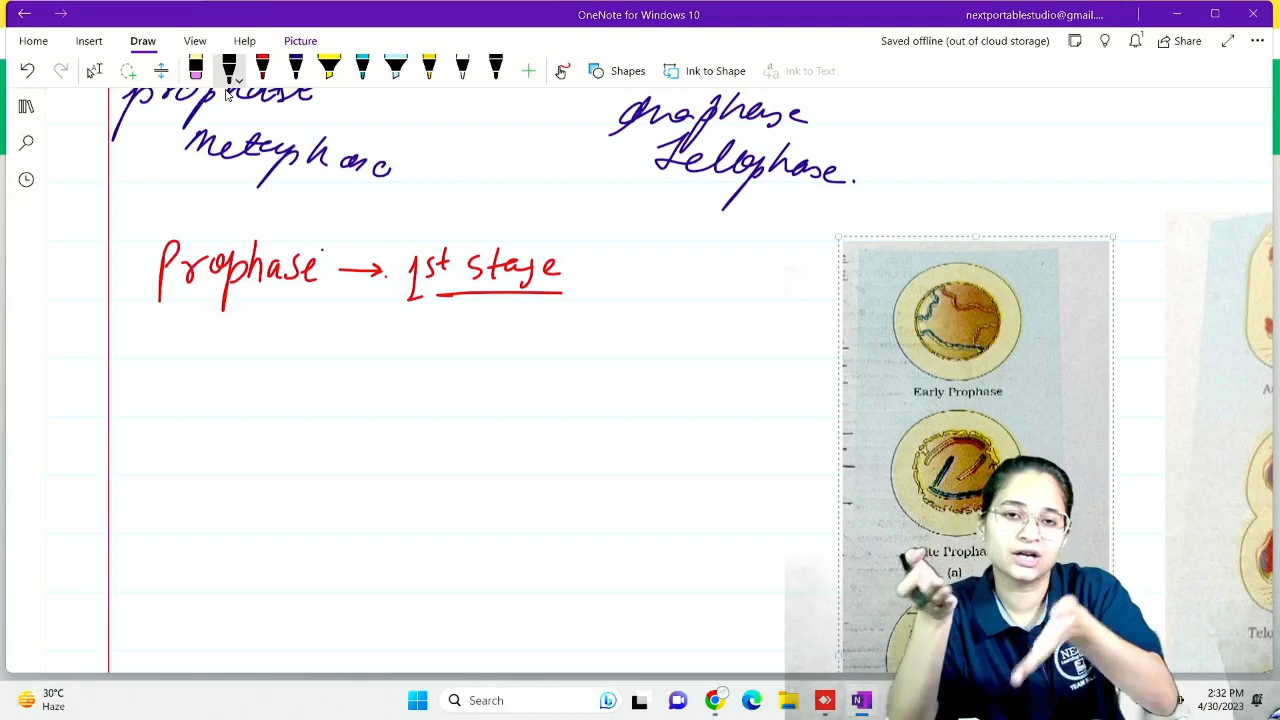 OneNote for Windows 10
nextportablestudio@gmail....
Home Insert Draw View Help Picture
Saved offline (out of cloud storage) Share
Shapes Ink to Shape Ink to Text
prophase
Metaphase
Anaphase
Telophase.
Prophase → 1st stage
Early Prophase
(a)
TEAM
30°C
Haze
Search
2:32 PM
4/30/2023